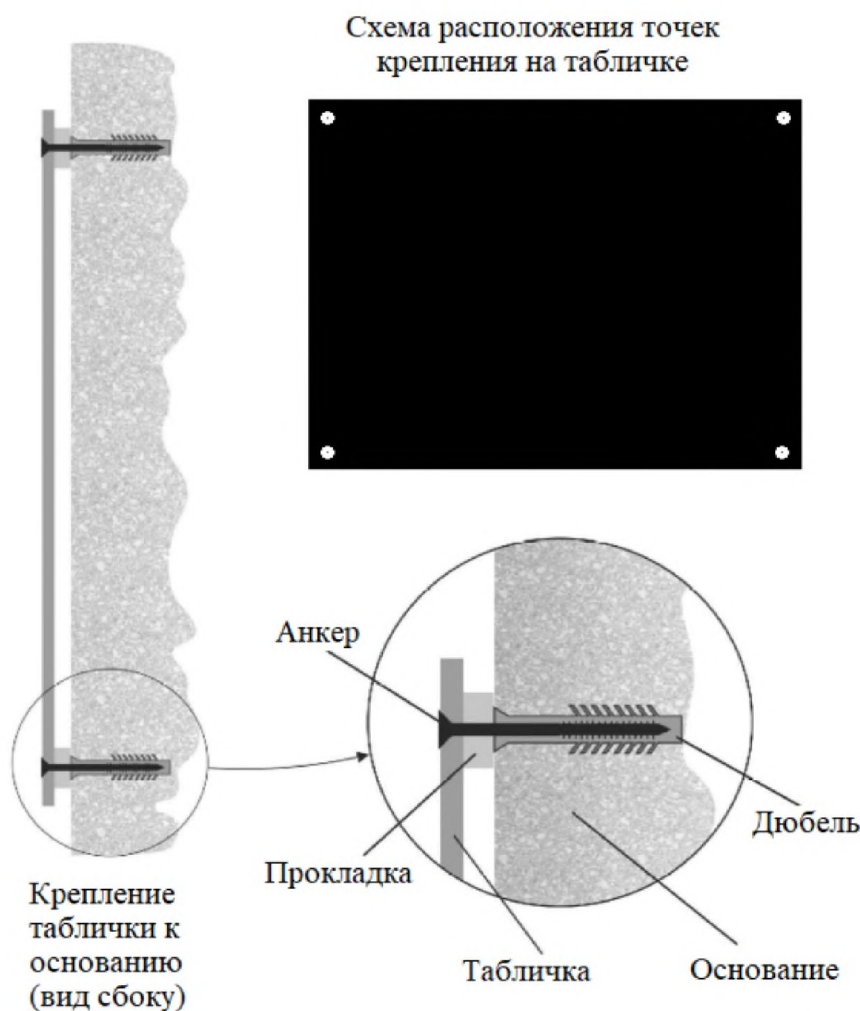 Схема расположения точек
крепления на табличке
Анкер
Дюбель
Прокладка
Крепление
таблички к
основанию
(вид сбоку)
Табличка
Основание